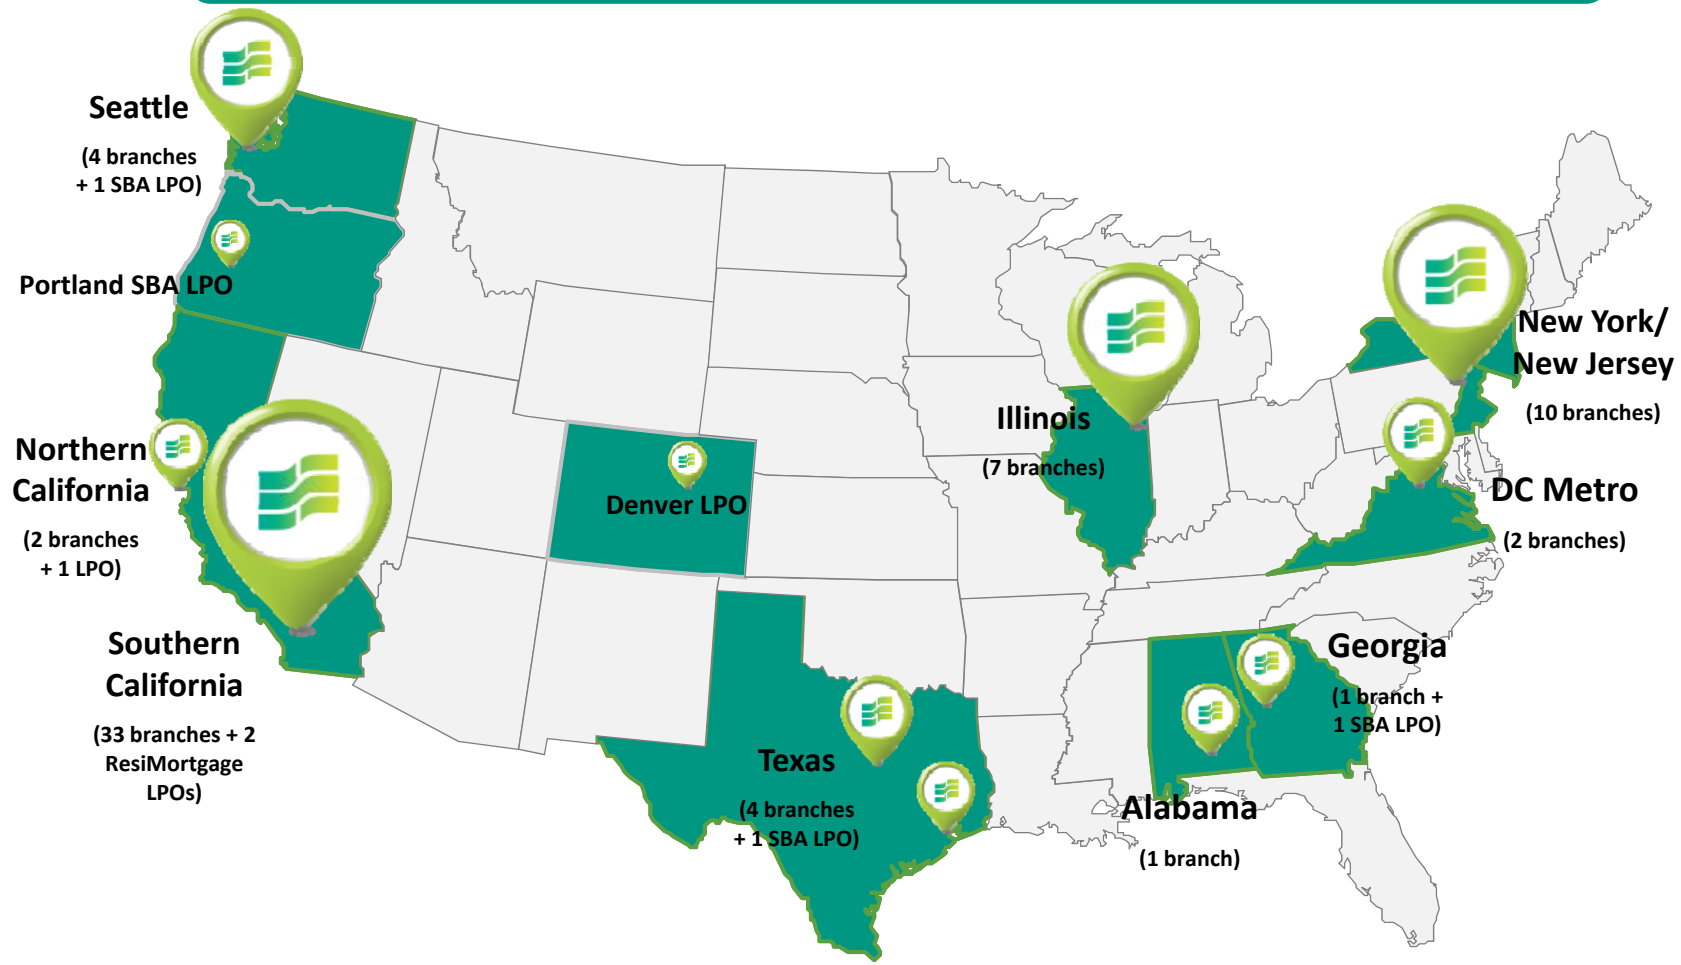 Seattle
(4 branches
+ 1 SBA LPO)
Portland SBA LPO
Northern
California
(2 branches
+ 1 LPO)
Southern
California
(33 branches + 2
ResiMortgage
LPOs)
Denver LPO
Texas
(4 branches
+ 1 SBA LPO)
Illinois
(7 branches)
New York/
New Jersey
(10 branches)
DC Metro
(2 branches)
Georgia
(1 branch +
1 SBA LPO)
Alabama
(1 branch)